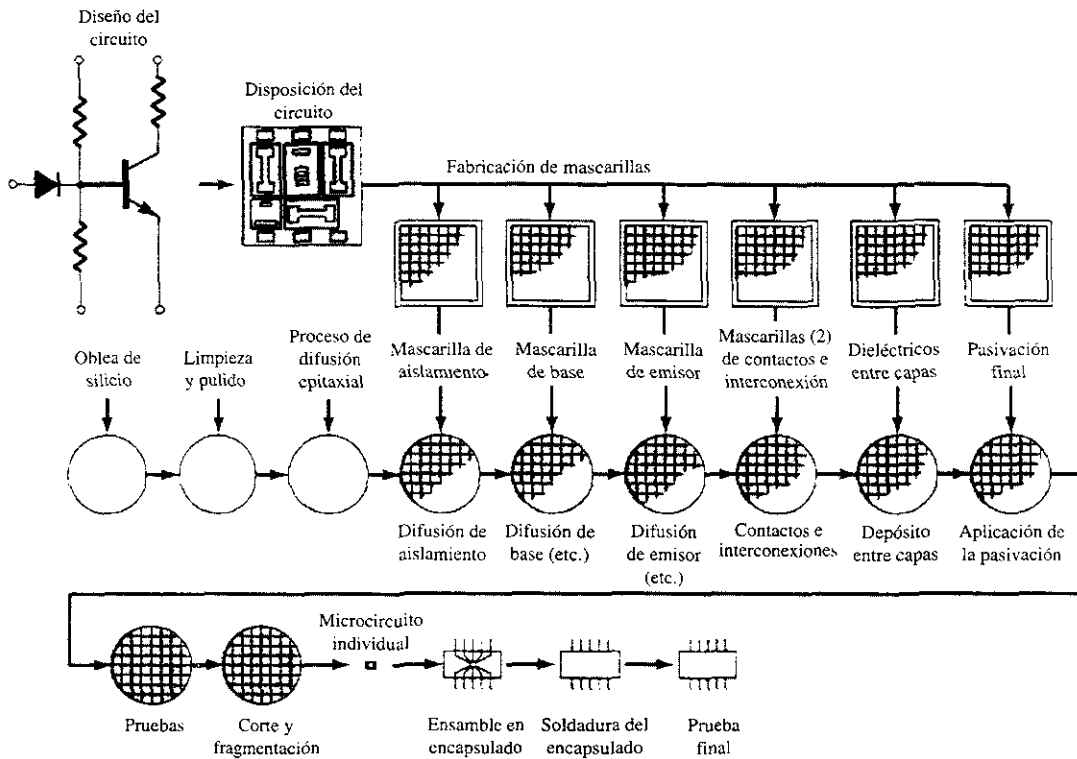 Diseño del
circuito
Disposición del
circuito
Fabricación de mascarillas
Oblea de
silicio
Limpieza
y pulido
Proceso de
difusión
epitaxial
Mascarilla de
aislamiento
Mascarilla
de base
Mascarilla
de emisor
Mascarillas (2)
de contactos e
interconexión
Dieléctricos
entre capas
Pasivación
final
Difusión de
aislamiento
Difusión de
base (etc.)
Difusión
de emisor
(etc.)
Contactos e
interconexiones
Depósito
entre capas
Aplicación de
la pasivación
Microcircuito
individual
Pruebas
Corte y
fragmentación
Ensamble en
encapsulado
Soldadura del
encapsulado
Prueba
final